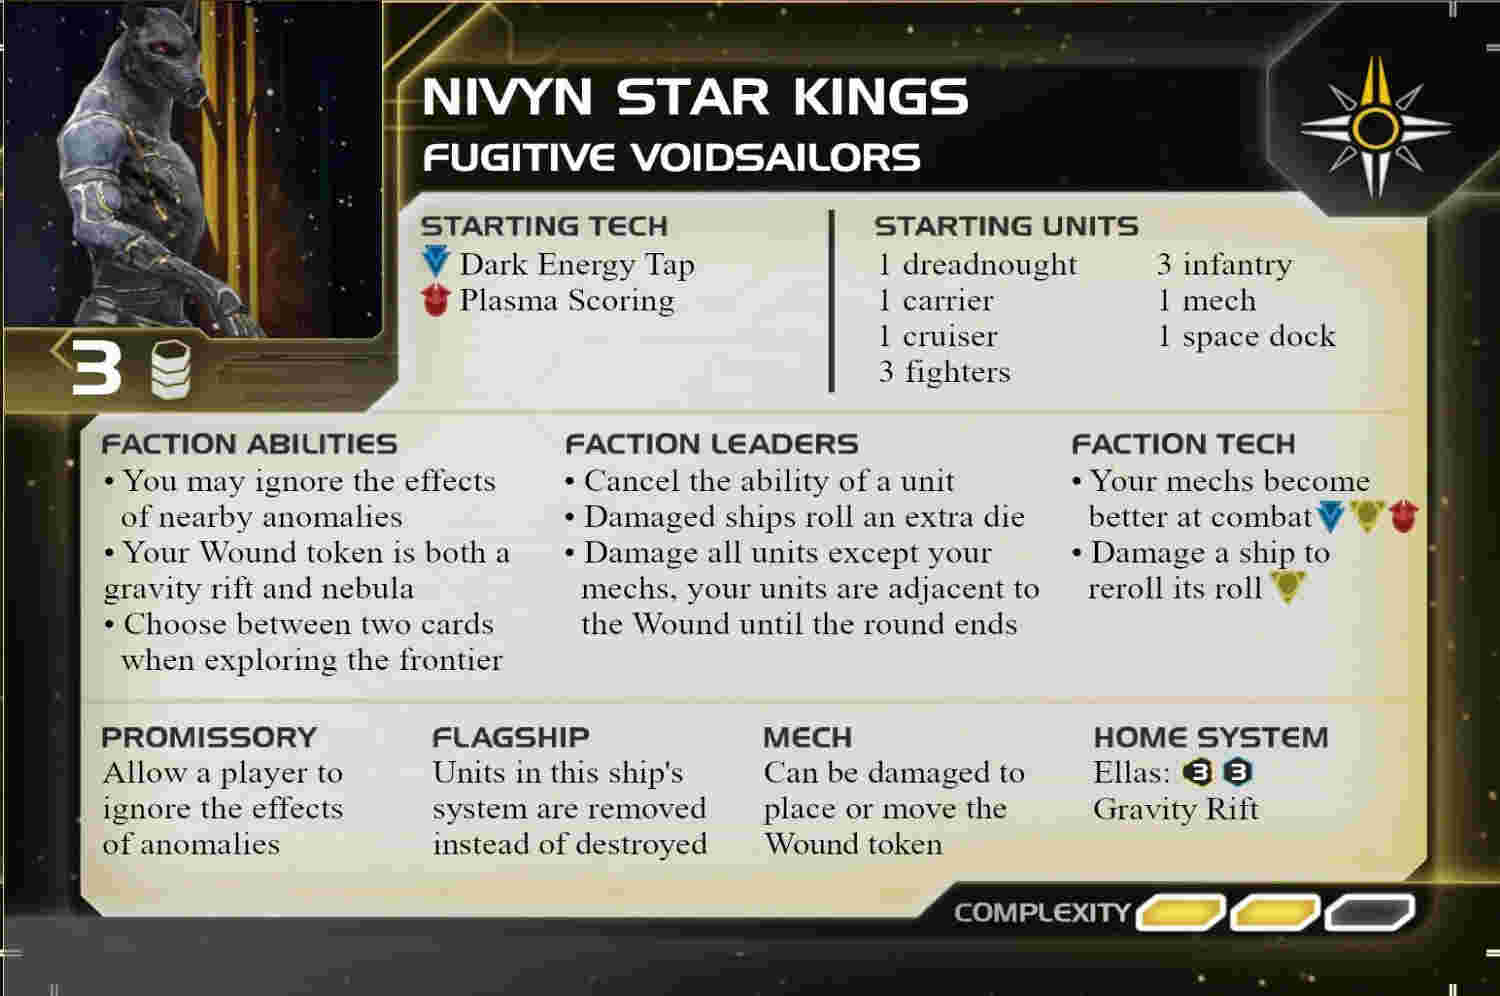 NIVYN STAR KINGS
FUGITIVE VOIDSAILORS
3
STARTING TECH
Dark Energy Tap
Plasma Scoring
STARTING UNITS
1 dreadnought
1 carrier
1 cruiser
3 fighters
3 infantry
1 mech
1 space dock
FACTION ABILITIES
• You may ignore the effects
of nearby anomalies
• Your Wound token is both a
gravity rift and nebula
• Choose between two cards
when exploring the frontier
FACTION LEADERS
• Cancel the ability of a unit
• Damaged ships roll an extra die
• Damage all units except your
mechs, your units are adjacent to
the Wound until the round ends
FACTION TECH
• Your mechs become
better at combat
• Damage a ship to
reroll its roll
PROMISSORY
Allow a player to
ignore the effects
of anomalies
FLAGSHIP
Units in this ship's
system are removed
instead of destroyed
MECH
Can be damaged to
place or move the
Wound token
HOME SYSTEM
Ellas: 3 3
Gravity Rift
COMPLEXITY